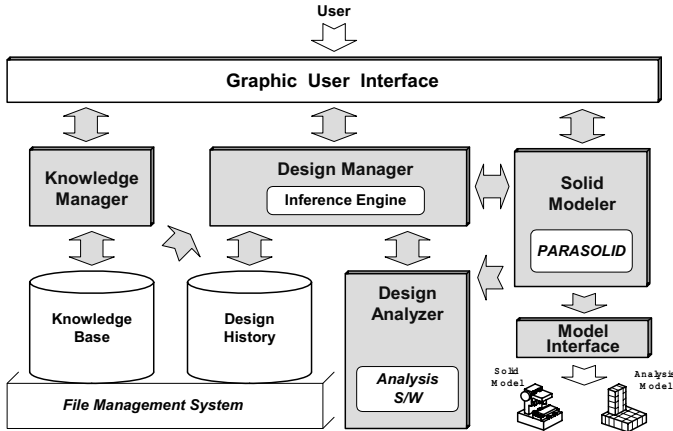 User
Graphic User Interface
Knowledge
Manager
Design Manager
Inference Engine
Solid
Modeler
PARASOLID
Knowledge
Base
Design
History
Design
Analyzer
Analysis
S/W
Model
Interface
File Management System
Solid
Model
Analysis
Model